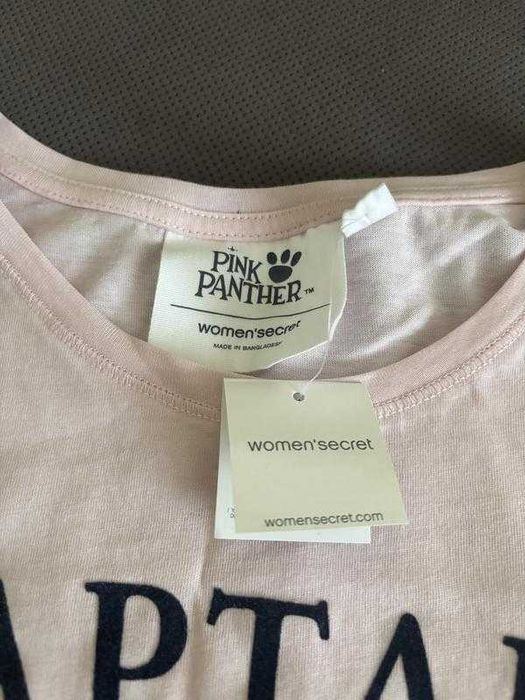 PINK
PANTHER™
women'secret
MADE IN BANGLADESH
women'secret
womensecret.com
APTA